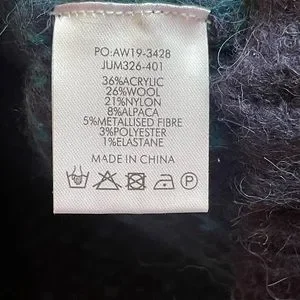 PO:AW19-3428
JUM326-401
36%ACRYLIC
26%WOOL
21%NYLON
8%ALPACA
5%METALLISED FIBRE
3%POLYESTER
1%ELASTANE
MADE IN CHINA
P